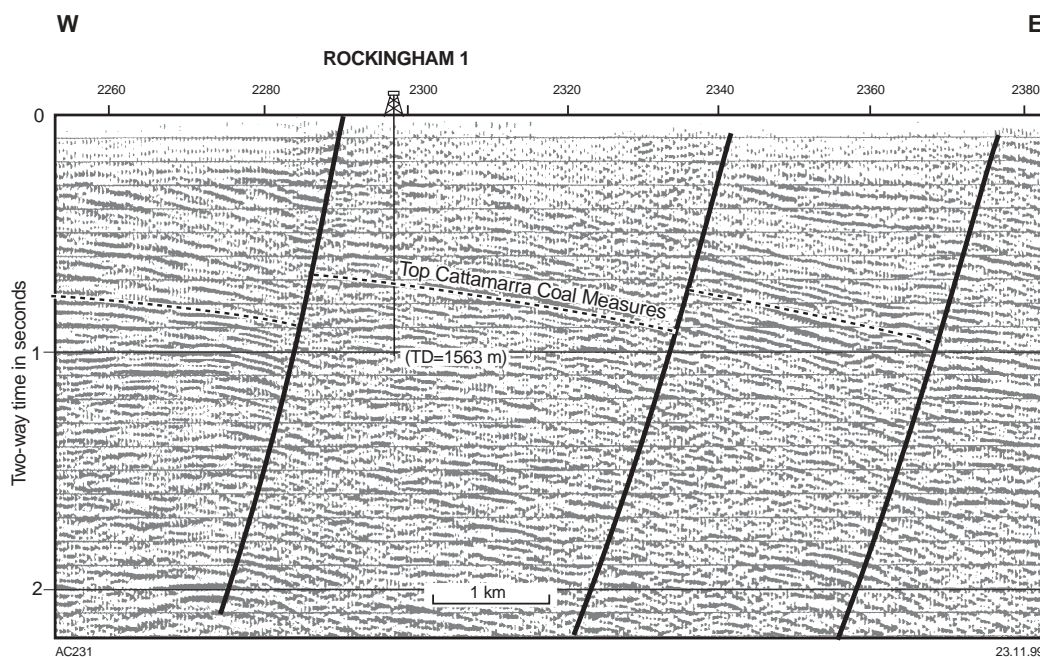 W E
ROCKINGHAM 1
2260 2280 2300 2320 2340 2360 2380
0
Top Cattamarra Coal Measures
1
(TD=1563 m)
Two-way time in seconds
2
1 km
AC231 23.11.99